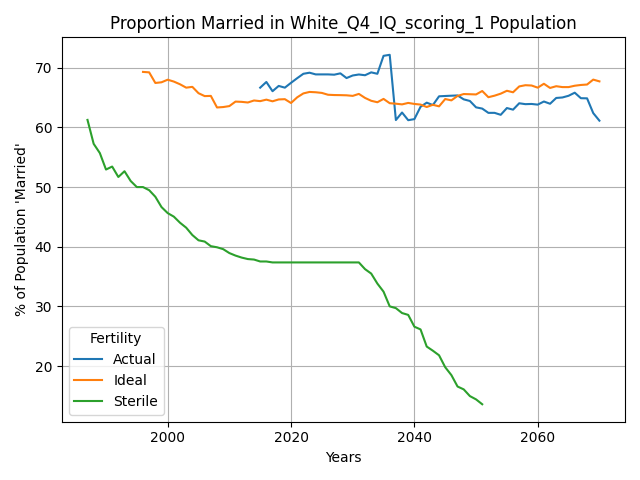 Proportion Married in White_Q4_IQ_scoring_1 Population
% of Population 'Married'
70
60
50
40
30
20
Fertility
Actual
Ideal
Sterile
2000
2020
2040
2060
Years